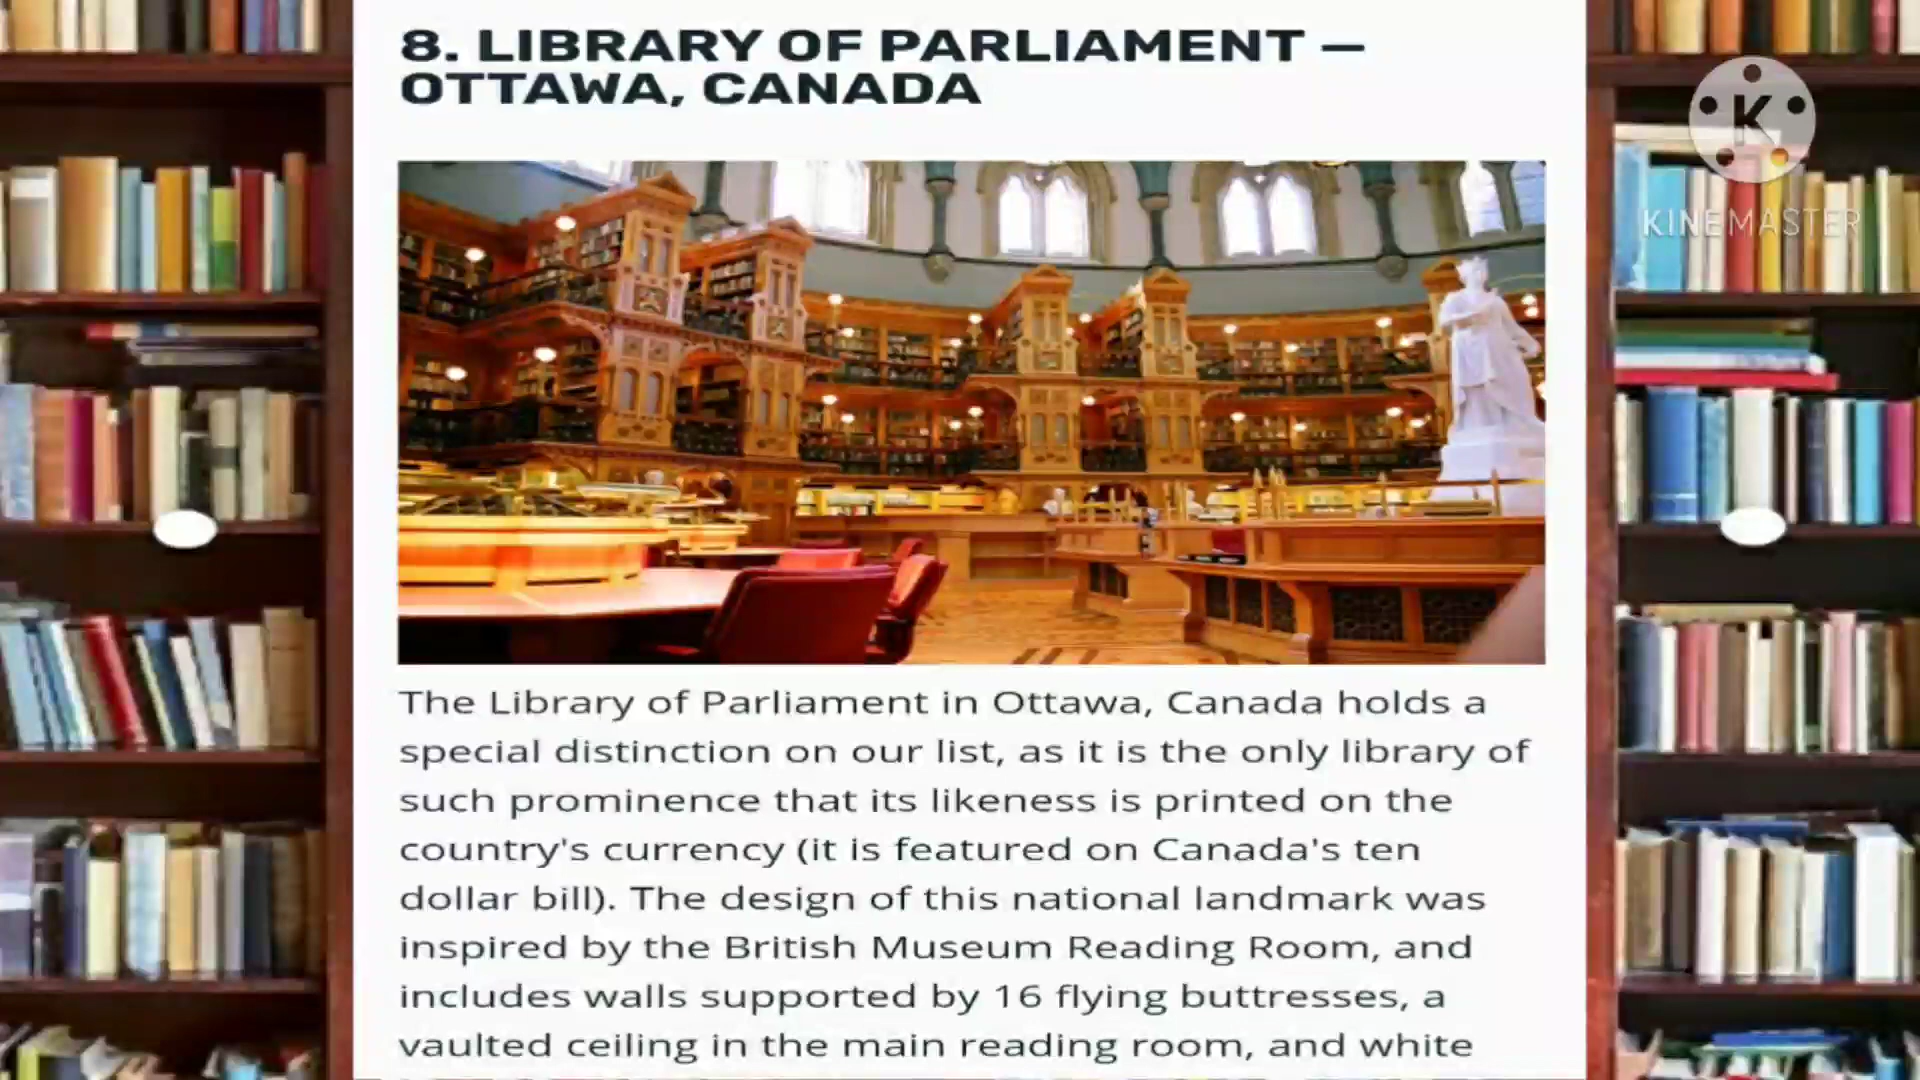 8. LIBRARY OF PARLIAMENT —
OTTAWA, CANADA
K
KINEMASTER
The Library of Parliament in Ottawa, Canada holds a
special distinction on our list, as it is the only library of
such prominence that its likeness is printed on the
country's currency (it is featured on Canada's ten
dollar bill). The design of this national landmark was
inspired by the British Museum Reading Room, and
includes walls supported by 16 flying buttresses, a
vaulted ceiling in the main reading room, and white